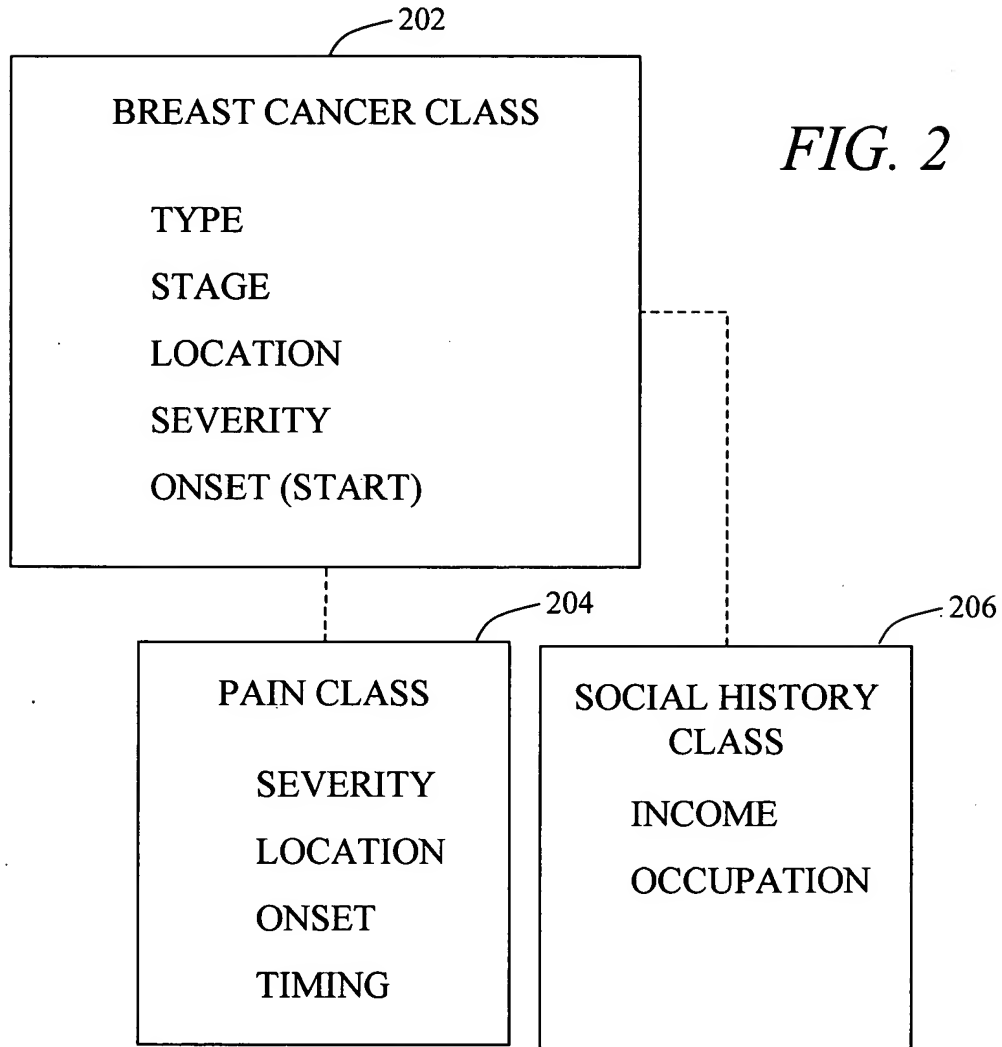 202
BREAST CANCER CLASS
FIG. 2
TYPE
STAGE
LOCATION
SEVERITY
ONSET (START)
204
206
PAIN CLASS
SEVERITY
LOCATION
ONSET
TIMING
SOCIAL HISTORY
CLASS
INCOME
OCCUPATION